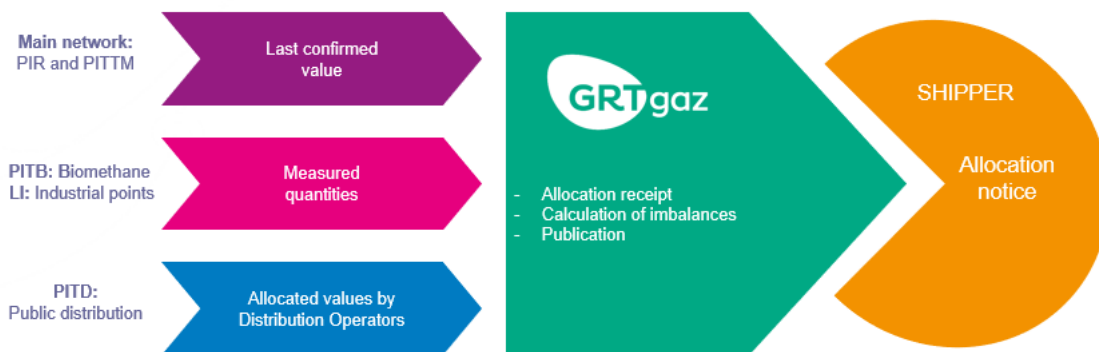 Main network:
PIR and PITTM
Last confirmed
value
PITB: Biomethane
LI: Industrial points
Measured
quantities
PITD:
Public distribution
Allocated values by
Distribution Operators
GRTgaz
- Allocation receipt
- Calculation of imbalances
- Publication
SHIPPER
Allocation
notice